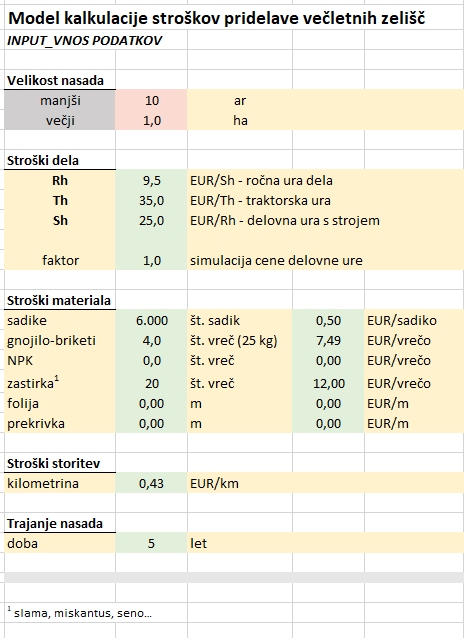 Model kalkulacije stroškov pridelave večletnih zelišč
INPUT_VNOS PODATKOV
Velikost nasada
manjši 10 ar
večji 1,0 ha
Stroški dela
Rh 9,5 EUR/Sh - ročna ura dela
Th 35,0 EUR/Th - traktorska ura
Sh 25,0 EUR/Rh - delovna ura s strojem
faktor 1,0 simulacija cene delovne ure
Stroški materiala
sadike 6.000 št. sadik 0,50 EUR/sadiko
gnojilo-briketi 4,0 št. vreč (25 kg) 7,49 EUR/vrečo
NPK 0,0 št. vreč 0,00 EUR/vrečo
zastirka¹ 20 št. vreč 12,00 EUR/vrečo
folija 0,00 m 0,00 EUR/m
prekrivka 0,00 m 0,00 EUR/m
Stroški storitev
kilometrina 0,43 EUR/km
Trajanje nasada
doba 5 let
¹ slama, miskantus, seno…